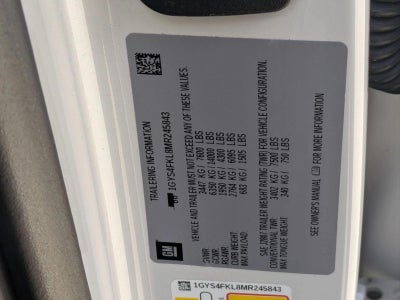 TRAILERING INFORMATION
1GYS4FKL8MR245843
VEHICLE AND TRAILER MUST NOT EXCEED ANY OF THESE VALUES.
GVWR: 3447 KG / 7600 LBS
GCWR: 6350 KG / 14000 LBS
RGAWR: 1950 KG / 4300 LBS
CURB WEIGHT: 2764 KG / 6095 LBS
MAX PAYLOAD: 683 KG / 1505 LBS
SAE J2807 TRAILER WEIGHT RATING (TWR) FOR VEHICLE CONFIGURATION.
CONVENTIONAL TWR: 3402 KG / 7500 LBS
MAX TONGUE WEIGHT: 340 KG / 750 LBS
SEE OWNER'S MANUAL FOR MORE INFORMATION
GM
1GYS4FKL8MR245843